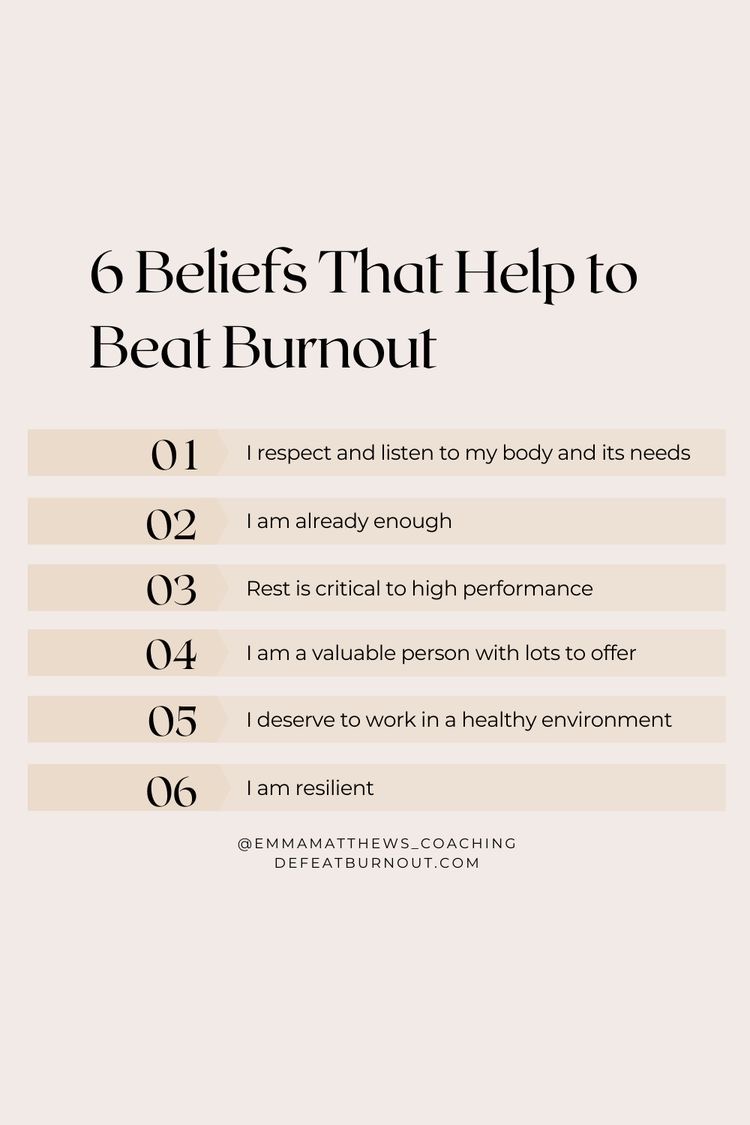 6 Beliefs That Help to
Beat Burnout
01 I respect and listen to my body and its needs
02 I am already enough
03 Rest is critical to high performance
04 I am a valuable person with lots to offer
05 I deserve to work in a healthy environment
06 I am resilient
@EMMAMATTHEWS_COACHING
DEFEATBURNOUT.COM